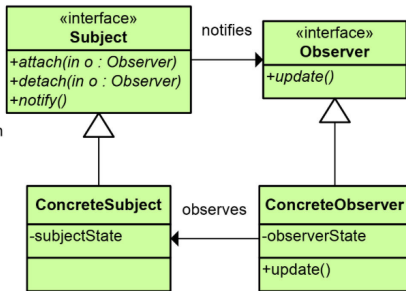 «interface»
Subject
+attach(in o : Observer)
+detach(in o : Observer)
+notify()
notifies
«interface»
Observer
+update()
n
ConcreteSubject
-subjectState
observes
ConcreteObserver
-observerState
+update()